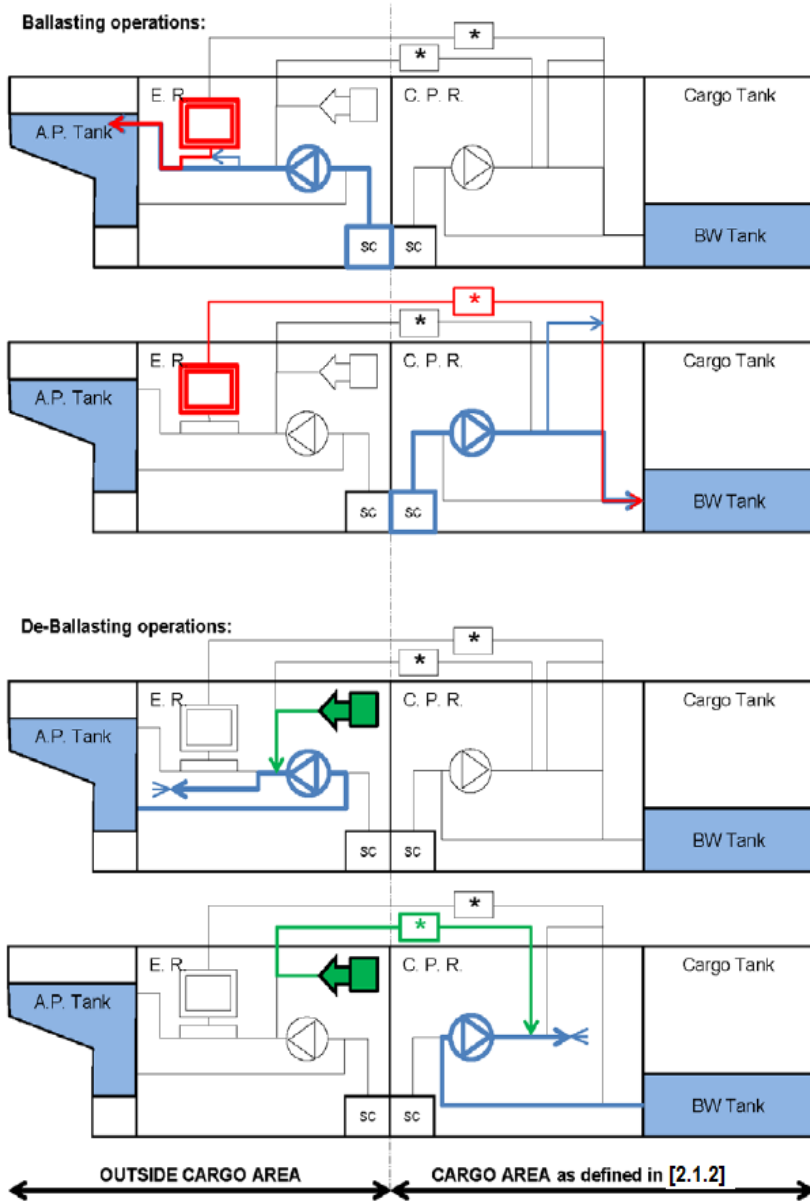 Ballasting operations:
*
*
E. R.
C. P. R.
Cargo Tank
A.P. Tank
BW Tank
sc
sc
*
*
E. R.
C. P. R.
Cargo Tank
A.P. Tank
BW Tank
sc
sc
De-Ballasting operations:
*
*
E. R.
C. P. R.
Cargo Tank
A.P. Tank
BW Tank
sc
sc
*
*
E. R.
C. P. R.
Cargo Tank
A.P. Tank
BW Tank
sc
sc
OUTSIDE CARGO AREA
CARGO AREA as defined in [2.1.2]